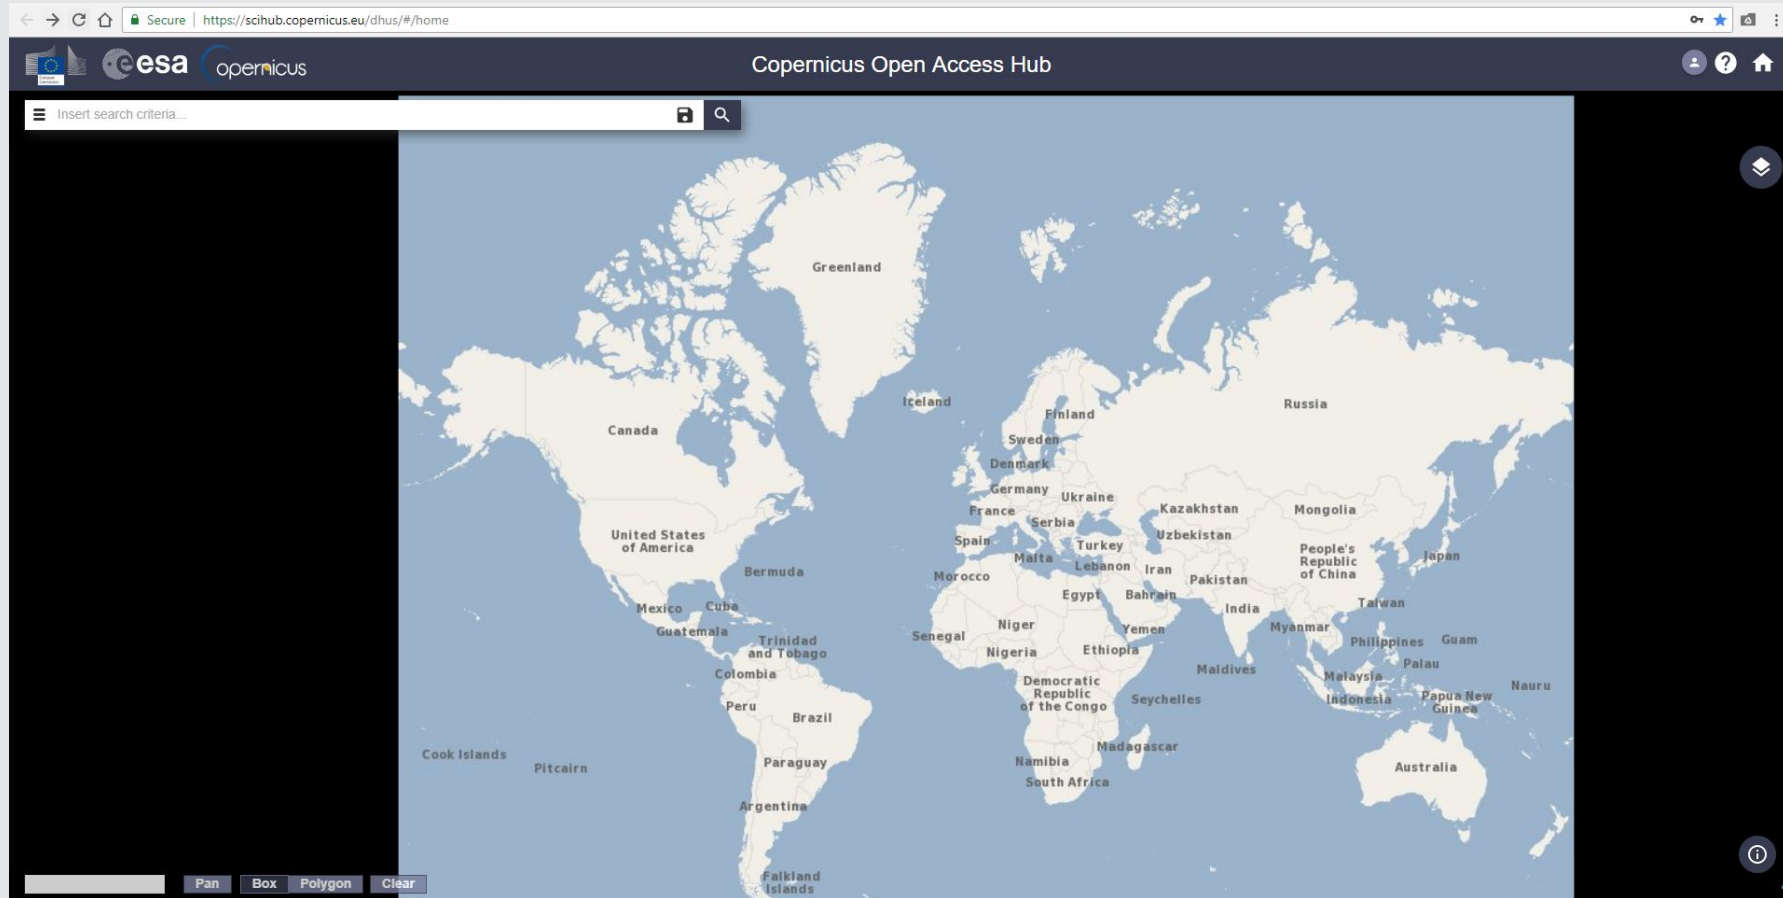 Secure | https://scihub.copernicus.eu/dhus/#/home
esa
opernicus
Copernicus Open Access Hub
Insert search criteria...
Greenland
Iceland
Finland
Russia
Canada
Sweden
Denmark
Germany
Ukraine
France
Kazakhstan
Mongolia
Serbia
United States
of America
Spain
Turkey
Uzbekistan
People's
Republic
of China
Japan
Malta
Lebanon
Iran
Bermuda
Morocco
Pakistan
Egypt
Bahrain
Taiwan
Mexico
Cuba
India
Guatemala
Niger
Yemen
Myanmar
Senegal
Trinidad
and Tobago
Philippines
Guam
Nigeria
Ethiopia
Palau
Maldives
Colombia
Democratic
Republic
of the Congo
Malaysia
Nauru
Seychelles
Indonesia
Papua New
Guinea
Peru
Brazil
Madagascar
Cook Islands
Pitcairn
Paraguay
Namibia
Australia
South Africa
Argentina
Falkland
Islands
Pan
Box
Polygon
Clear